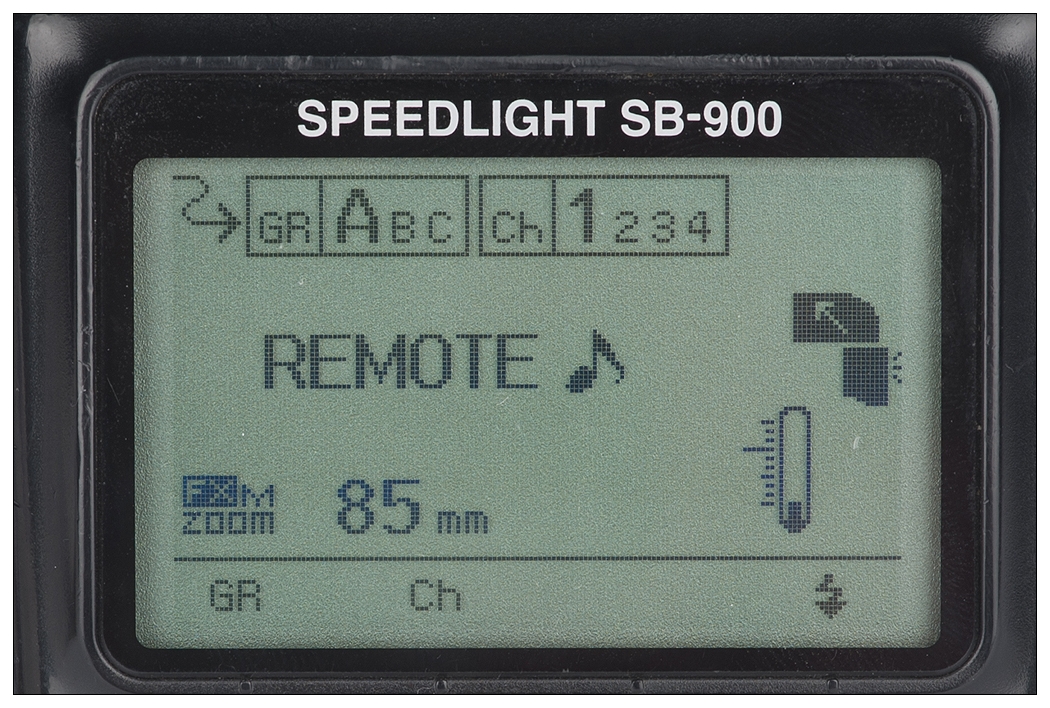 SPEEDLIGHT SB-900
GR A B C Ch 1 2 3 4
REMOTE
FX M
ZOOM 85 mm
GR Ch